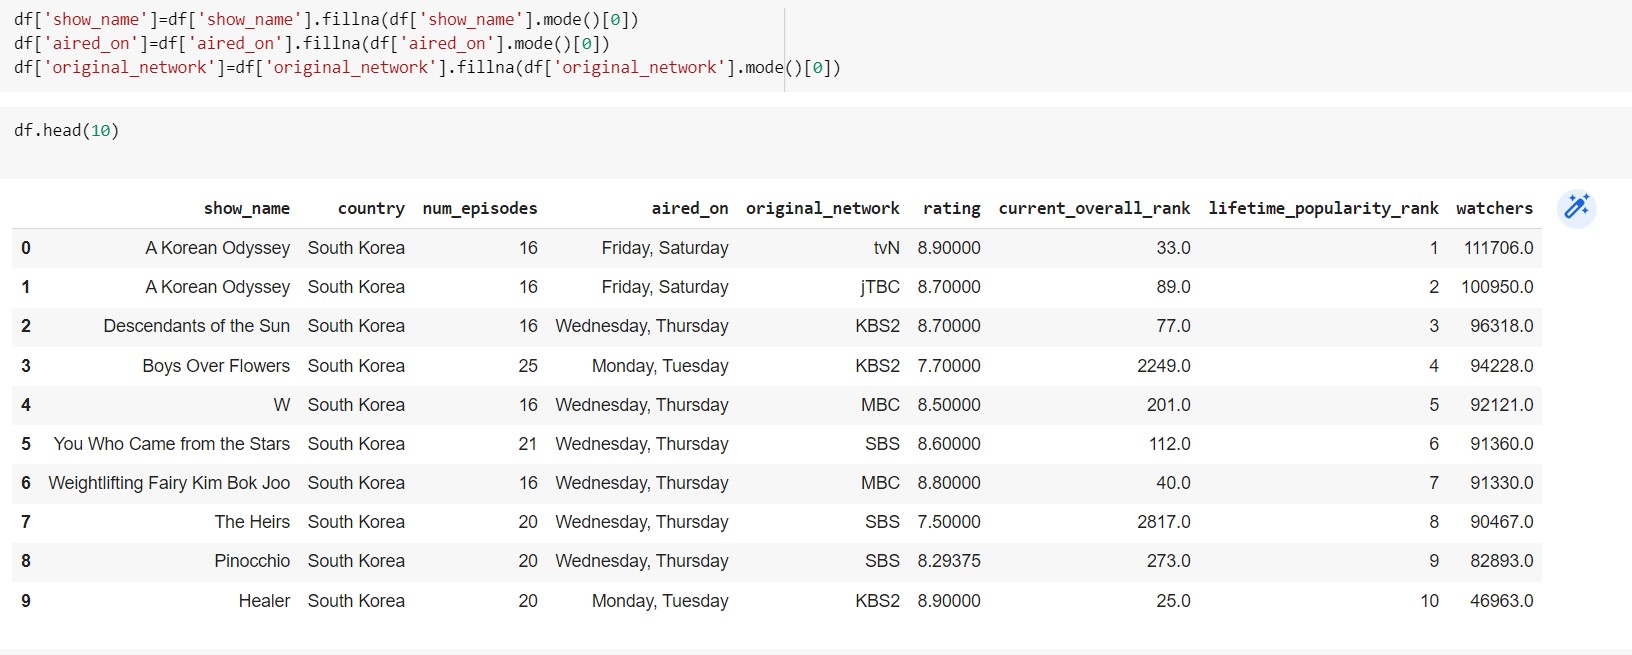 df['show_name']=df['show_name'].fillna(df['show_name'].mode()[0])
df['aired_on']=df['aired_on'].fillna(df['aired_on'].mode()[0])
df['original_network']=df['original_network'].fillna(df['original_network'].mode()[0])
df.head(10)
show_name country num_episodes aired_on original_network rating current_overall_rank lifetime_popularity_rank watchers
0 A Korean Odyssey South Korea 16 Friday, Saturday tvN 8.90000 33.0 1 111706.0
1 A Korean Odyssey South Korea 16 Friday, Saturday jTBC 8.70000 89.0 2 100950.0
2 Descendants of the Sun South Korea 16 Wednesday, Thursday KBS2 8.70000 77.0 3 96318.0
3 Boys Over Flowers South Korea 25 Monday, Tuesday KBS2 7.70000 2249.0 4 94228.0
4 W South Korea 16 Wednesday, Thursday MBC 8.50000 201.0 5 92121.0
5 You Who Came from the Stars South Korea 21 Wednesday, Thursday SBS 8.60000 112.0 6 91360.0
6 Weightlifting Fairy Kim Bok Joo South Korea 16 Wednesday, Thursday MBC 8.80000 40.0 7 91330.0
7 The Heirs South Korea 20 Wednesday, Thursday SBS 7.50000 2817.0 8 90467.0
8 Pinocchio South Korea 20 Wednesday, Thursday SBS 8.29375 273.0 9 82893.0
9 Healer South Korea 20 Monday, Tuesday KBS2 8.90000 25.0 10 46963.0